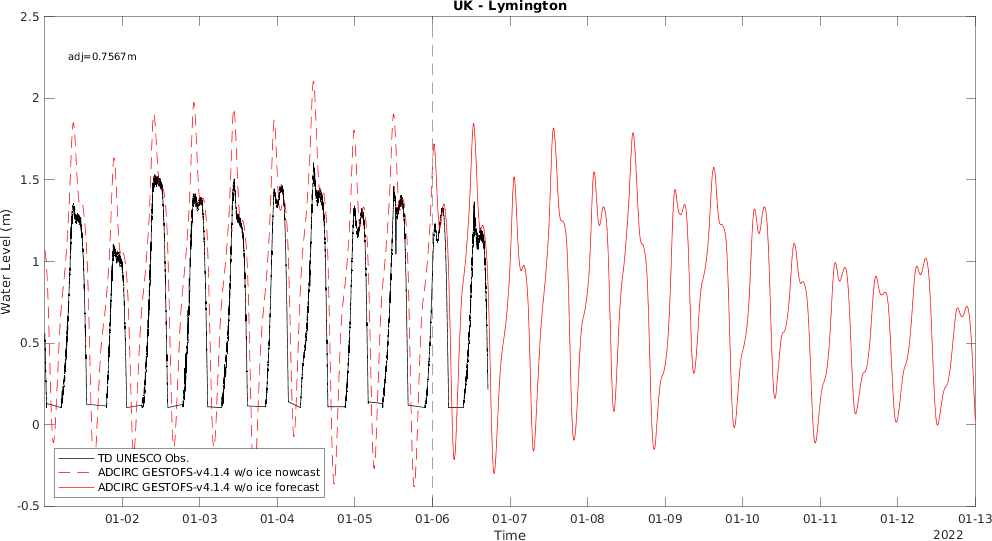 UK - Lymington
2.5
adj=0.7567m
2
1.5
1
0.5
0
-0.5
Water Level (m)
TD UNESCO Obs.
ADCIRC GESTOFS-v4.1.4 w/o ice nowcast
ADCIRC GESTOFS-v4.1.4 w/o ice forecast
01-02 01-03 01-04 01-05 01-06 01-07 01-08 01-09 01-10 01-11 01-12 01-13
Time
2022